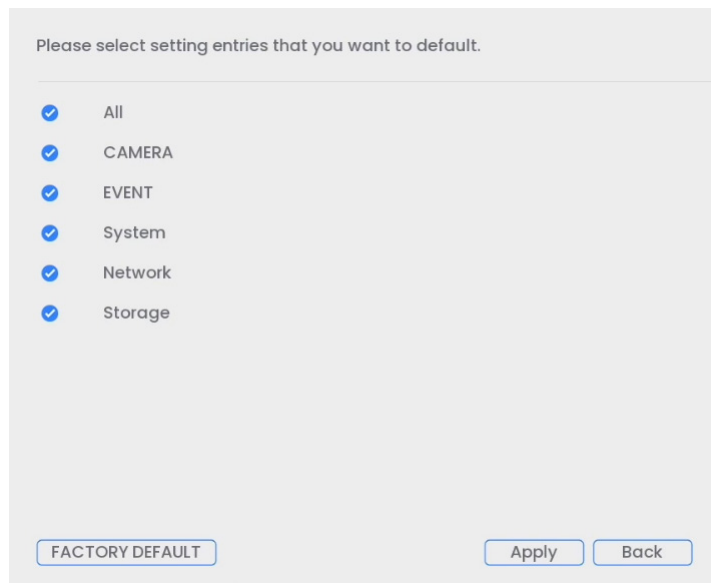 Please select setting entries that you want to default.
All
CAMERA
EVENT
System
Network
Storage
FACTORY DEFAULT
Apply
Back